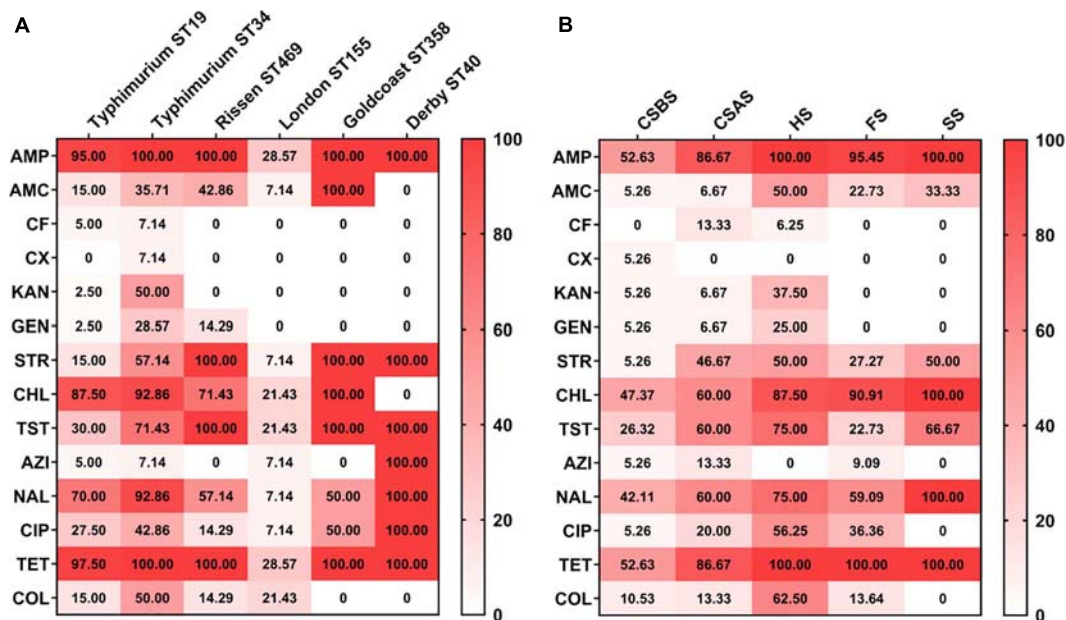 A
Typhimurium ST19
Typhimurium ST34
Rissen ST469
London ST155
Goldcoast ST358
Derby ST40
AMP 95.00 100.00 100.00 28.57 100.00 100.00
AMC 15.00 35.71 42.86 7.14 100.00 0
CF 5.00 7.14 0 0 0 0
CX 0 7.14 0 0 0 0
KAN 2.50 50.00 0 0 0 0
GEN 2.50 28.57 14.29 0 0 0
STR 15.00 57.14 100.00 7.14 100.00 100.00
CHL 87.50 92.86 71.43 21.43 100.00 0
TST 30.00 71.43 100.00 21.43 100.00 100.00
AZI 5.00 7.14 0 7.14 0 100.00
NAL 70.00 92.86 57.14 7.14 50.00 100.00
CIP 27.50 42.86 14.29 7.14 50.00 100.00
TET 97.50 100.00 100.00 28.57 100.00 100.00
COL 15.00 50.00 14.29 21.43 0 0
100
80
60
40
20
0
B
CSBS
CSAS
HS
FS
SS
AMP 52.63 86.67 100.00 95.45 100.00
AMC 5.26 6.67 50.00 22.73 33.33
CF 0 13.33 6.25 0 0
CX 5.26 0 0 0 0
KAN 5.26 6.67 37.50 0 0
GEN 5.26 6.67 25.00 0 0
STR 5.26 46.67 50.00 27.27 50.00
CHL 47.37 60.00 87.50 90.91 100.00
TST 26.32 60.00 75.00 22.73 66.67
AZI 5.26 13.33 0 9.09 0
NAL 42.11 60.00 75.00 59.09 100.00
CIP 5.26 20.00 56.25 36.36 0
TET 52.63 86.67 100.00 100.00 100.00
COL 10.53 13.33 62.50 13.64 0
100
80
60
40
20
0